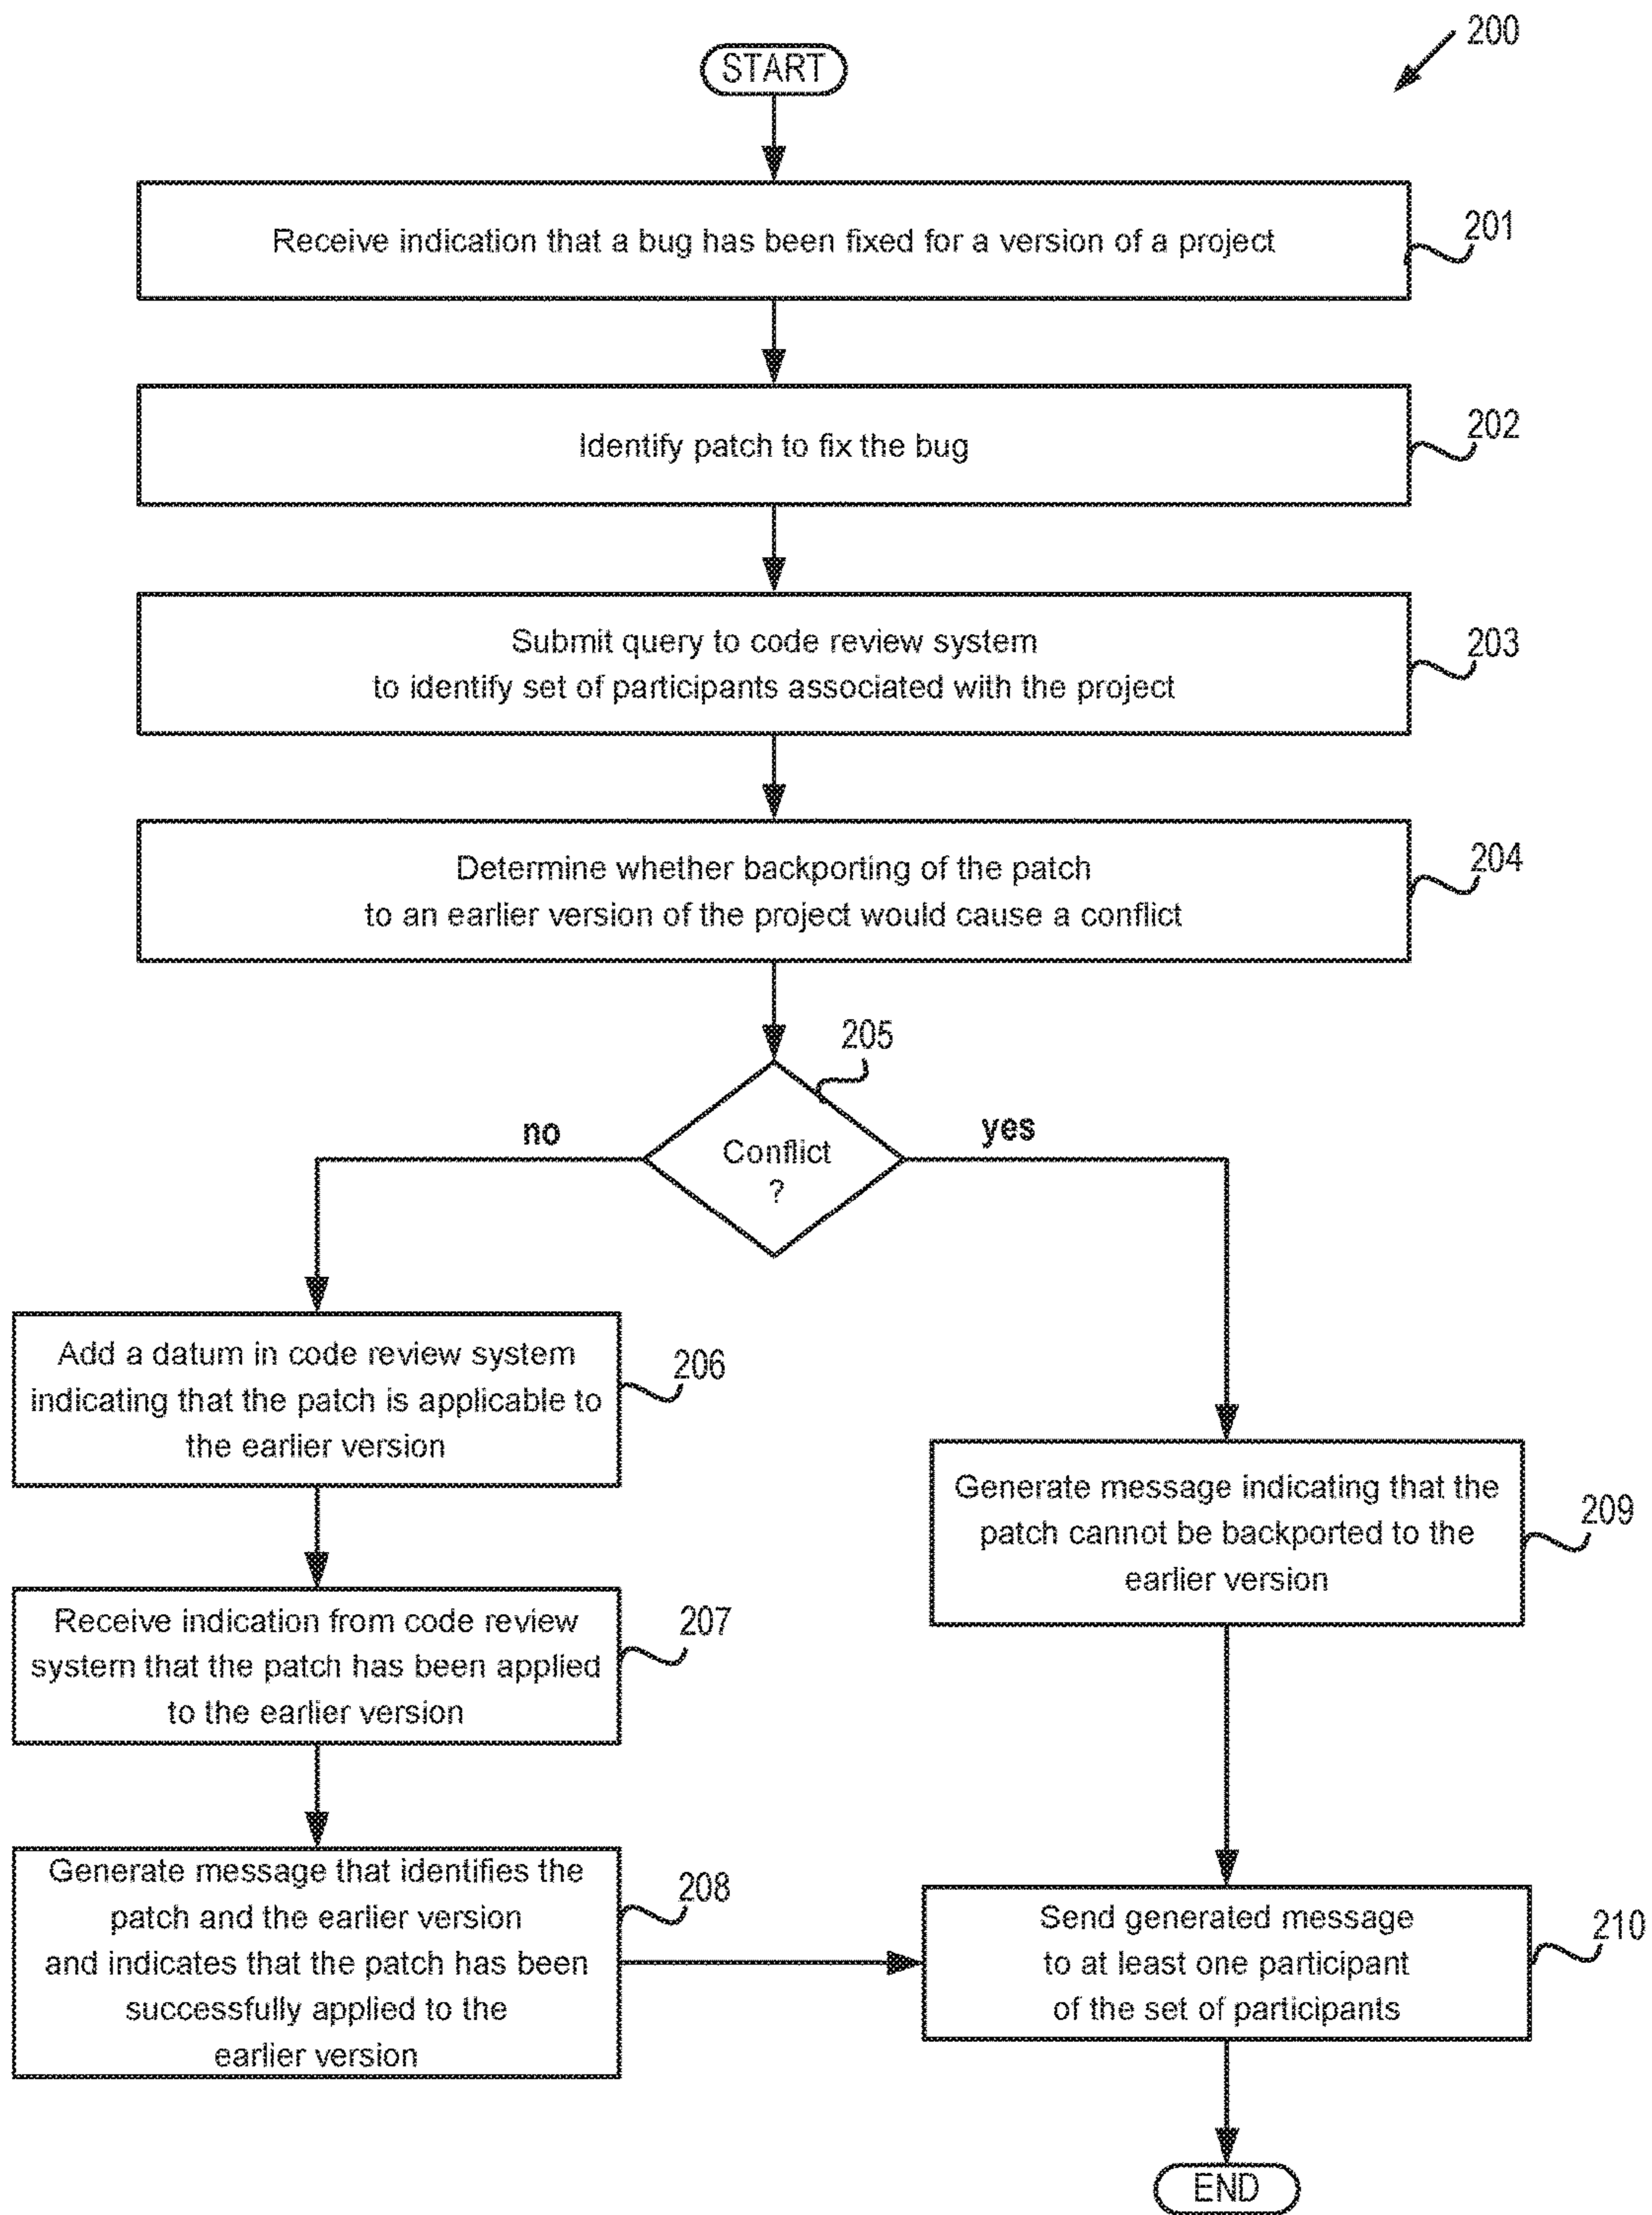 200
START
Receive indication that a bug has been fixed for a version of a project
201
Identify patch to fix the bug
202
Submit query to code review system
to identify set of participants associated with the project
203
Determine whether backporting of the patch
to an earlier version of the project would cause a conflict
204
205
Conflict
?
no
yes
Add a datum in code review system
indicating that the patch is applicable to
the earlier version
206
Receive indication from code review
system that the patch has been applied
to the earlier version
207
Generate message that identifies the
patch and the earlier version
and indicates that the patch has been
successfully applied to the
earlier version
208
Generate message indicating that the
patch cannot be backported to the
earlier version
209
Send generated message
to at least one participant
of the set of participants
210
END